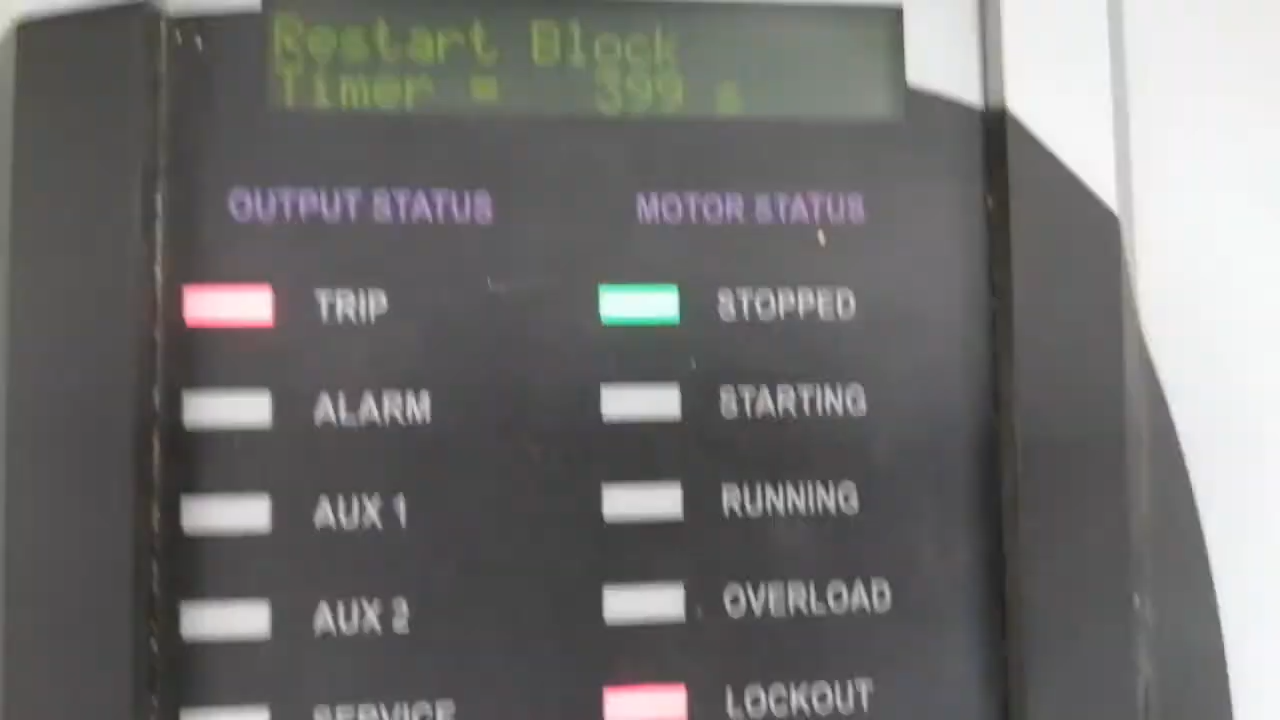 Restart Block
Timer = 399 s
OUTPUT STATUS MOTOR STATUS
TRIP STOPPED
ALARM STARTING
AUX 1 RUNNING
AUX 2 OVERLOAD
SERVICE LOCKOUT